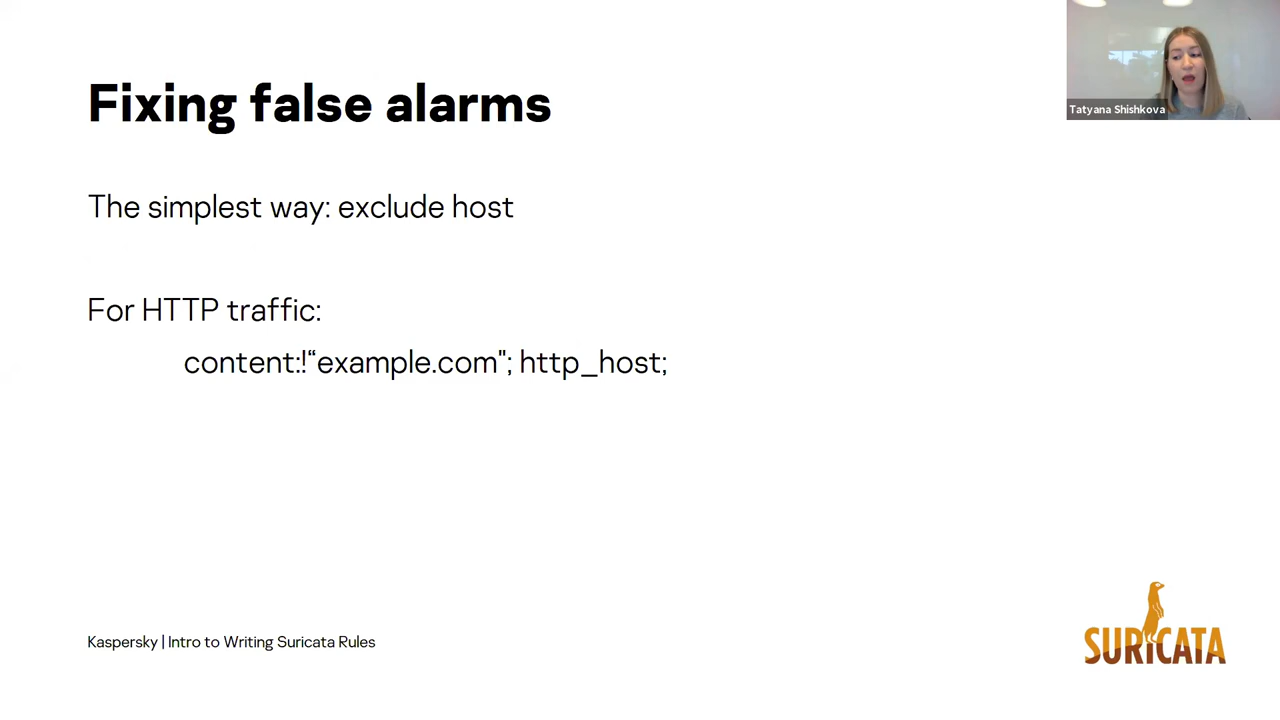 Fixing false alarms
Tatyana Shishkova
The simplest way: exclude host
For HTTP traffic:
content:!“example.com"; http_host;
Kaspersky | Intro to Writing Suricata Rules
SURICATA